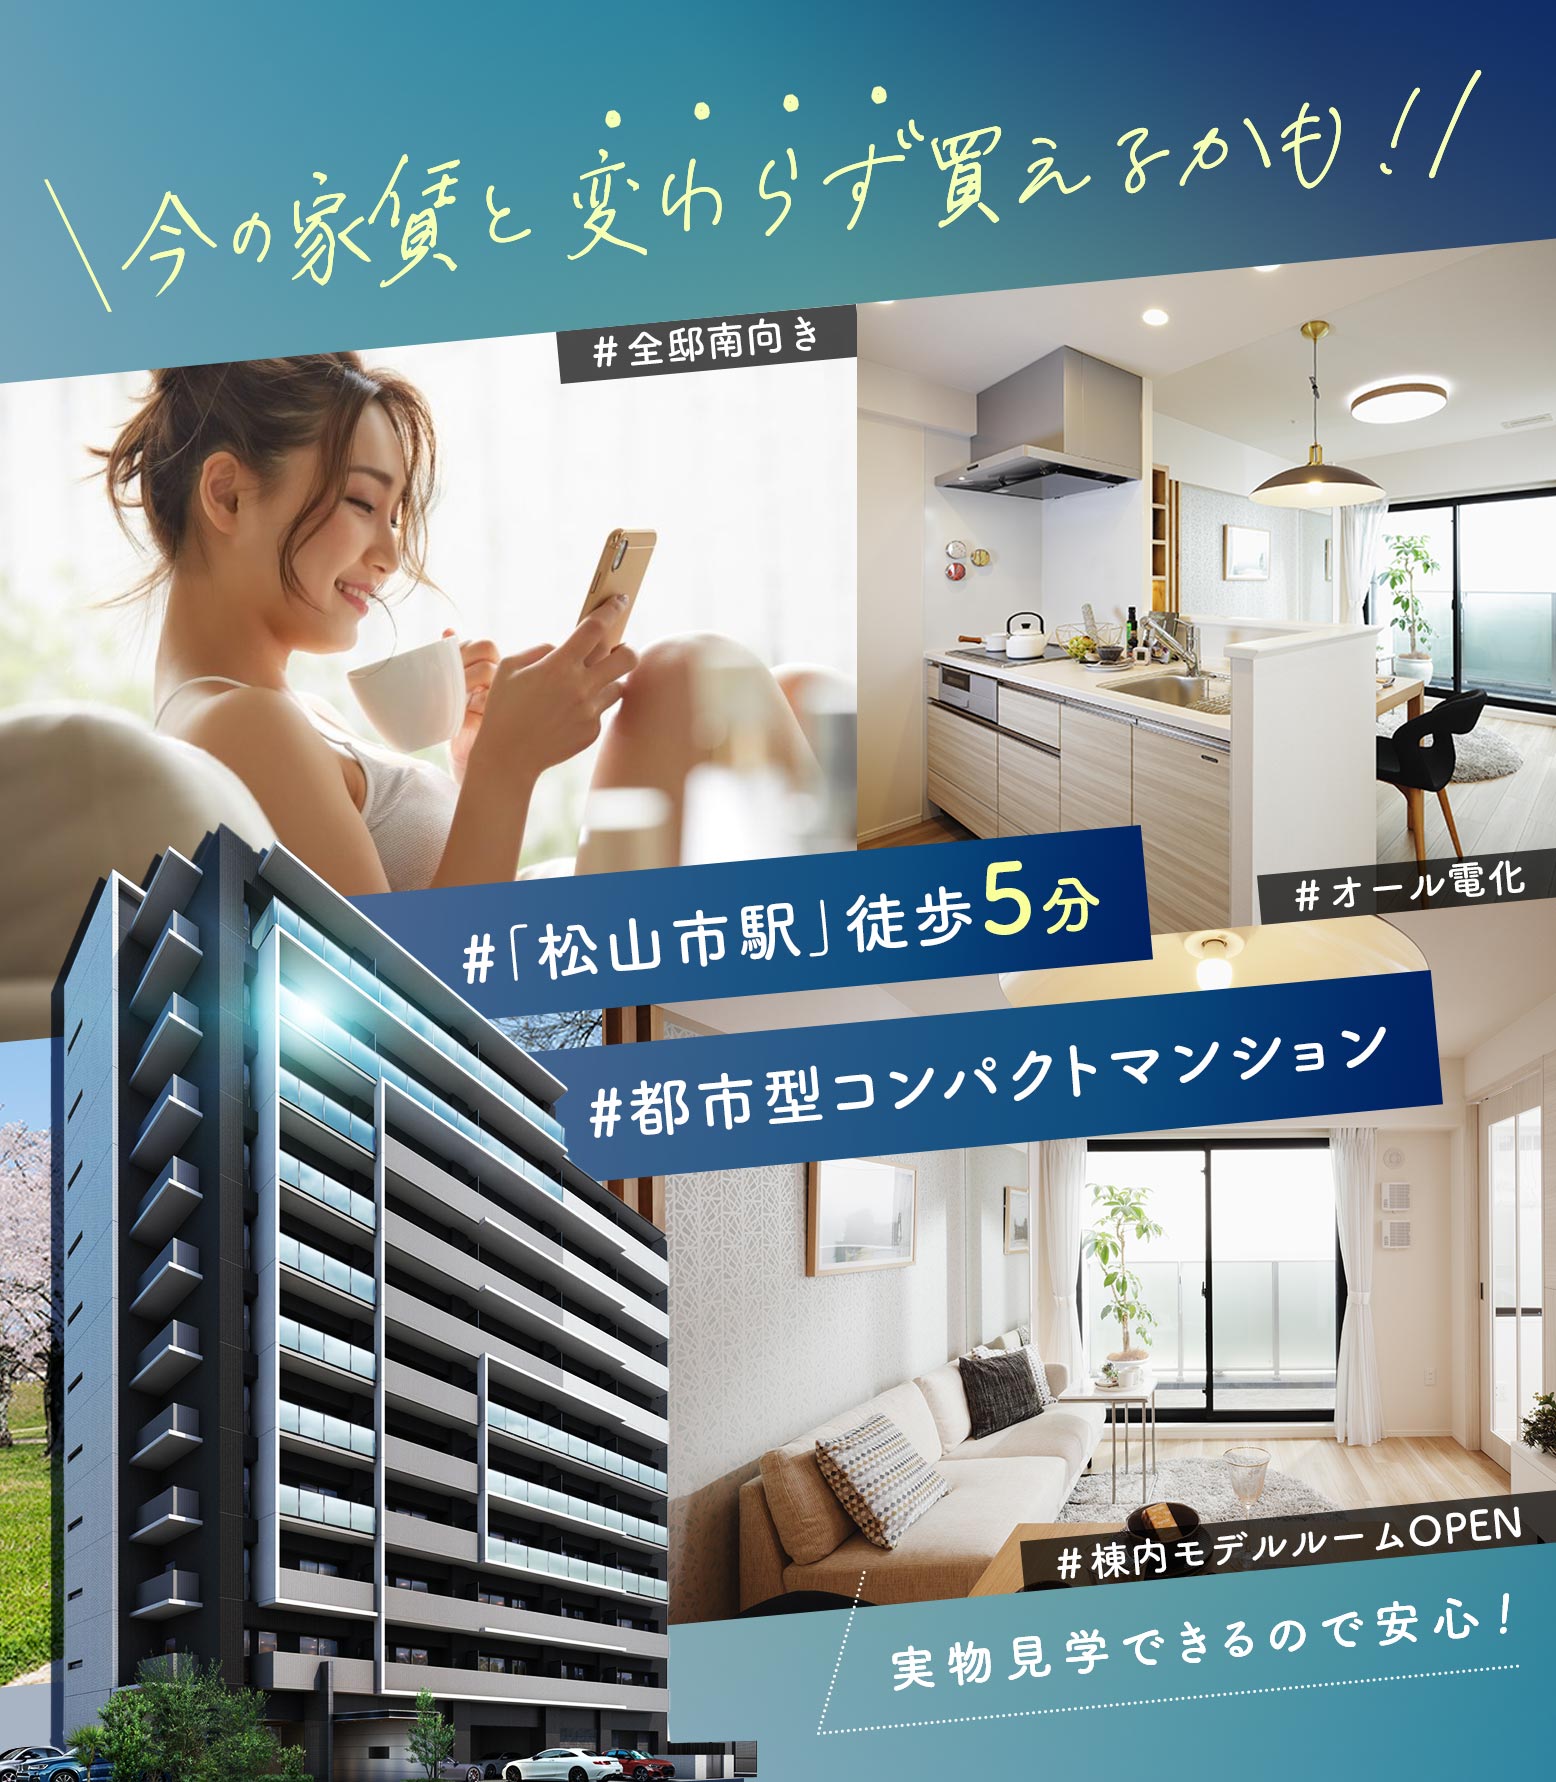 今の家賃と変わらず買えるかも！
#全邸南向き
#オール電化
#「松山市駅」徒歩5分
#都市型コンパクトマンション
#棟内モデルルームOPEN
実物見学できるので安心！